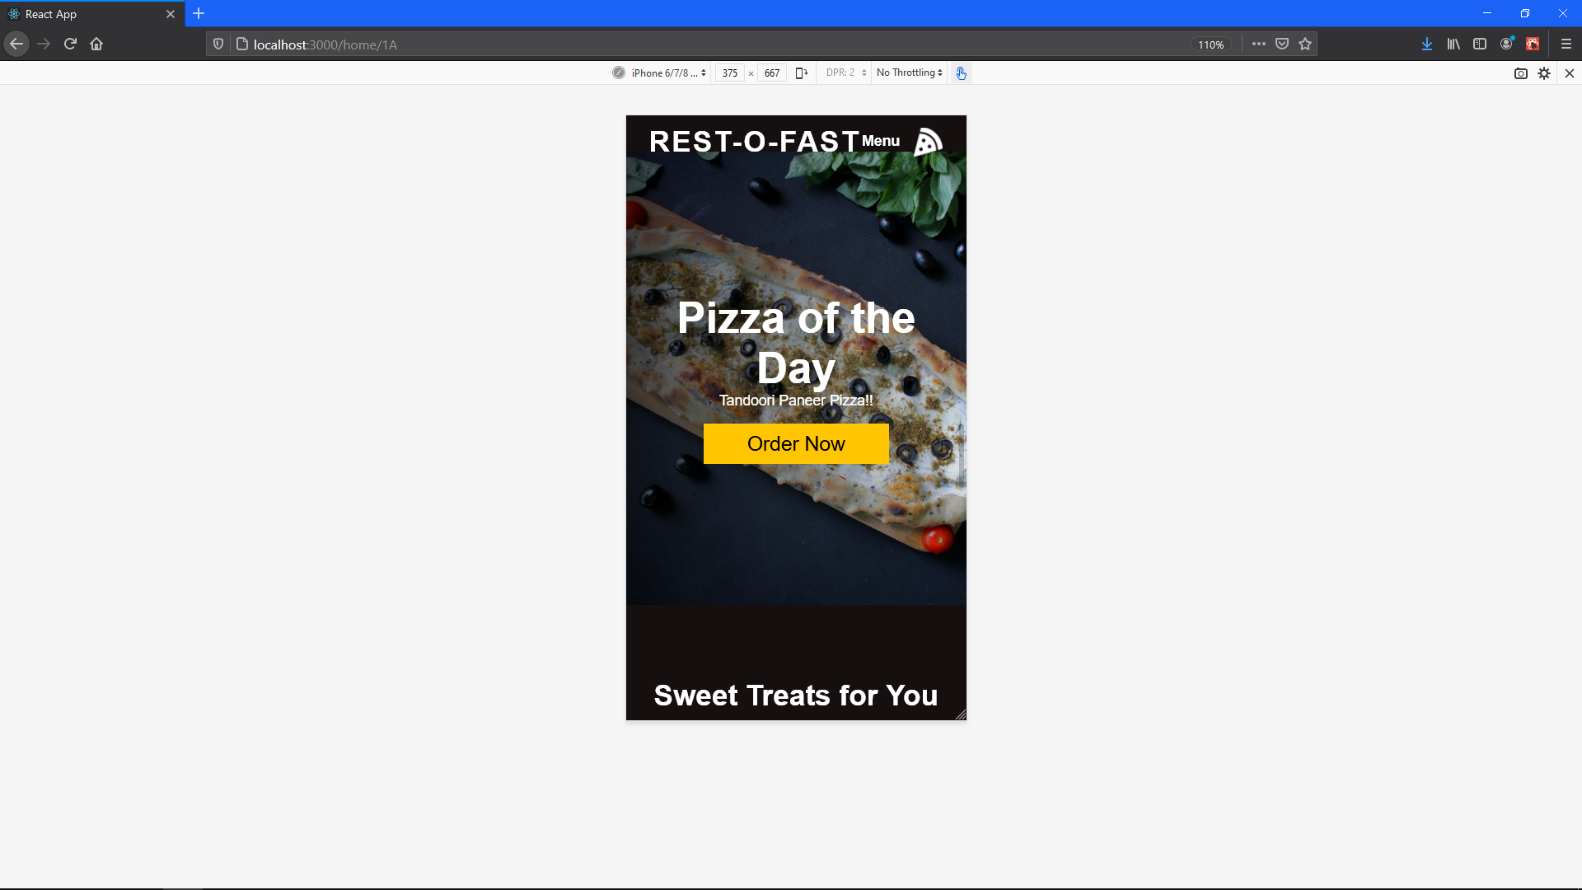 React App
localhost:3000/home/1A
110%
iPhone 6/7/8 ...
375 × 667
DPR: 2
No Throttling
REST-O-FAST
Menu
Pizza of the
Day
Tandoori Paneer Pizza!!
Order Now
Sweet Treats for You